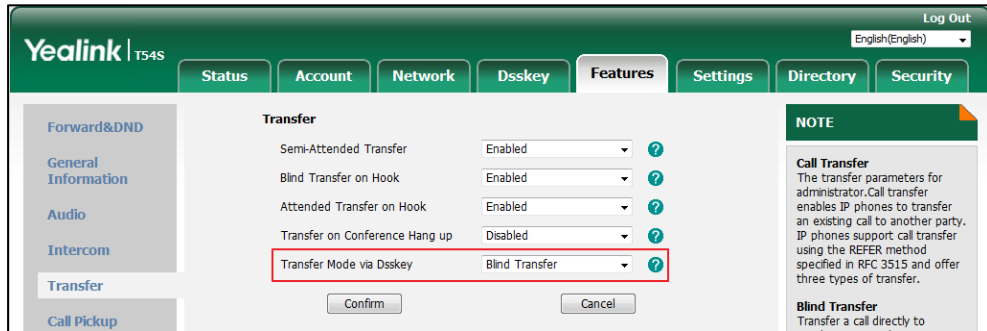 Log Out
Yealink | T54S
English(English)
Status
Account
Network
Dsskey
Features
Settings
Directory
Security
Forward&DND
General
Information
Audio
Intercom
Transfer
Call Pickup
Transfer
Semi-Attended Transfer Enabled ?
Blind Transfer on Hook Enabled ?
Attended Transfer on Hook Enabled ?
Transfer on Conference Hang up Disabled ?
Transfer Mode via Dsskey Blind Transfer ?
Confirm Cancel
NOTE
Call Transfer
The transfer parameters for
administrator.Call transfer
enables IP phones to transfer
an existing call to another party.
IP phones support call transfer
using the REFER method
specified in RFC 3515 and offer
three types of transfer.
Blind Transfer
Transfer a call directly to